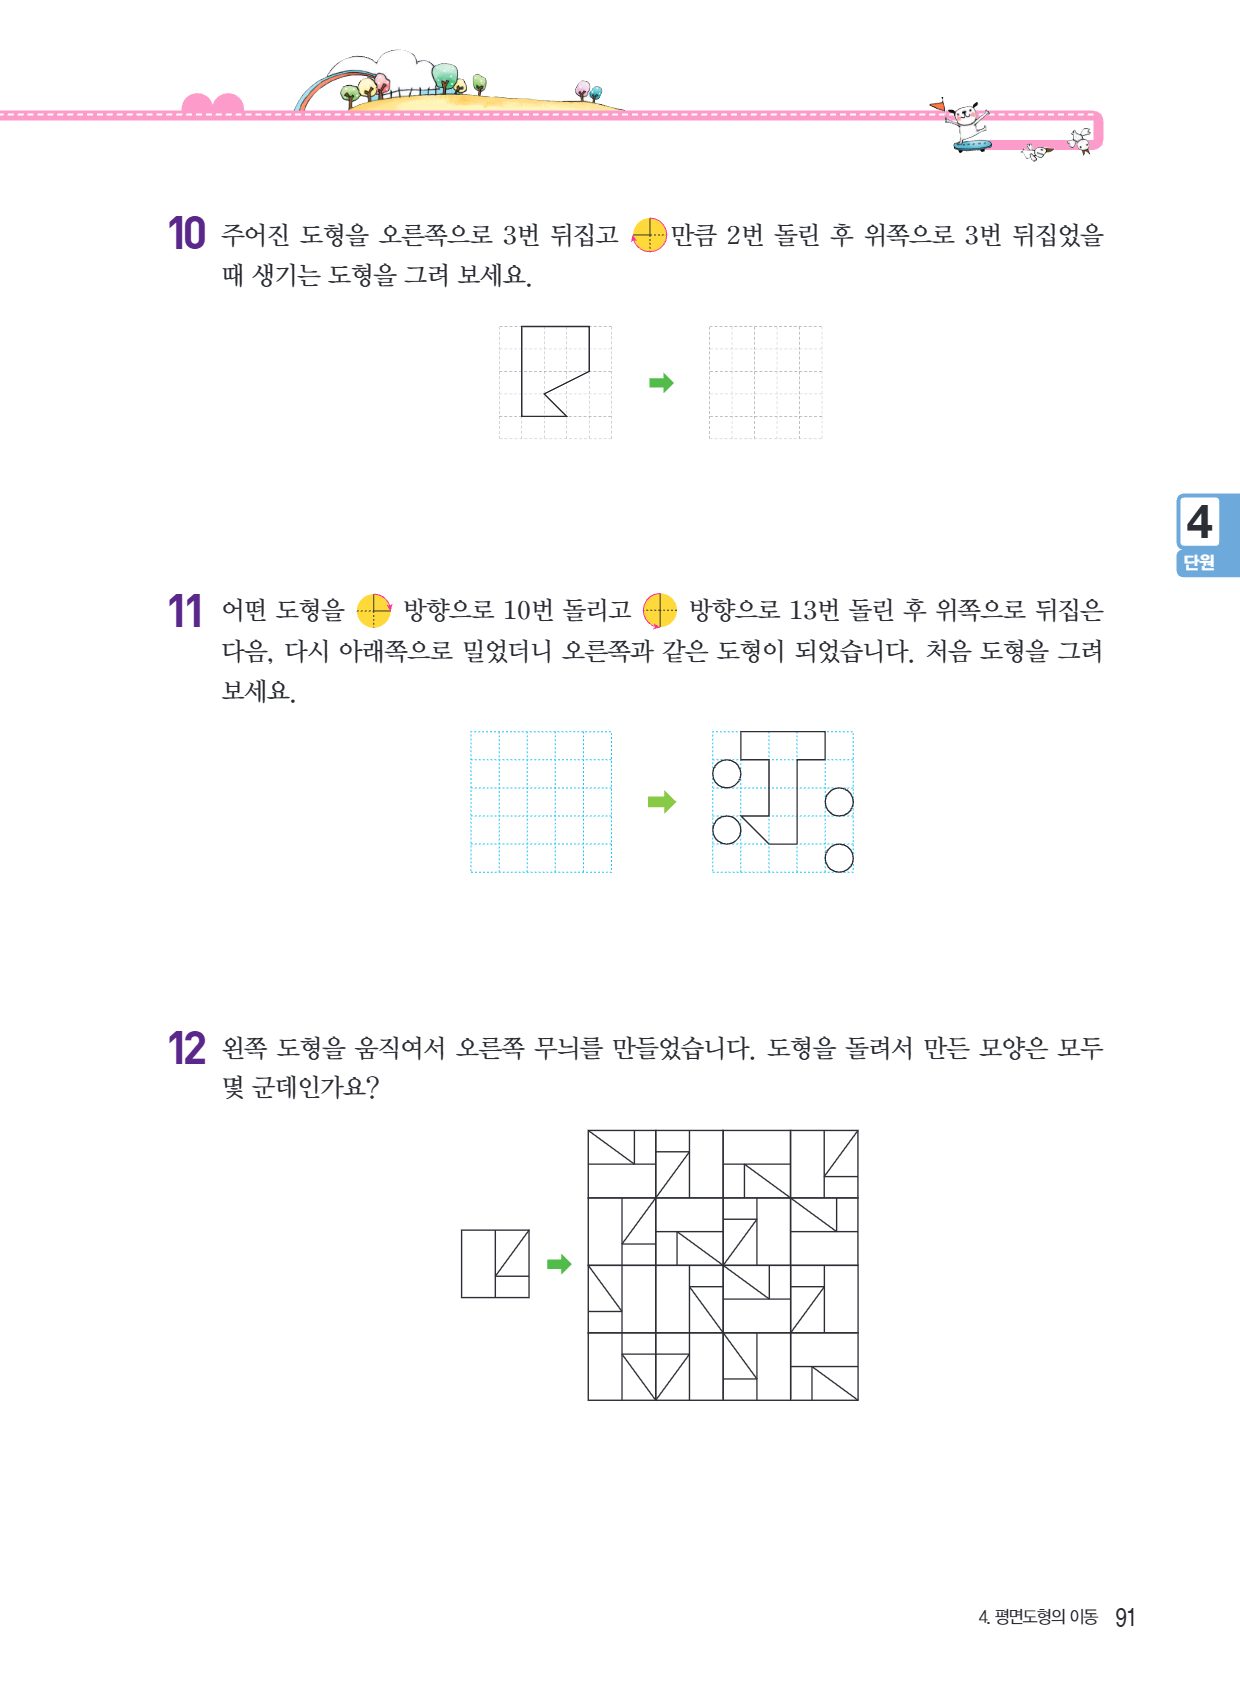 10 주어진 도형을 오른쪽으로 3번 뒤집고 만큼 2번 돌린 후 위쪽으로 3번 뒤집었을
때 생기는 도형을 그려 보세요.
4
단원
11 어떤 도형을 방향으로 10번 돌리고 방향으로 13번 돌린 후 위쪽으로 뒤집은
다음, 다시 아래쪽으로 밀었더니 오른쪽과 같은 도형이 되었습니다. 처음 도형을 그려
보세요.
12 왼쪽 도형을 움직여서 오른쪽 무늬를 만들었습니다. 도형을 돌려서 만든 모양은 모두
몇 군데인가요?
4. 평면도형의 이동 91